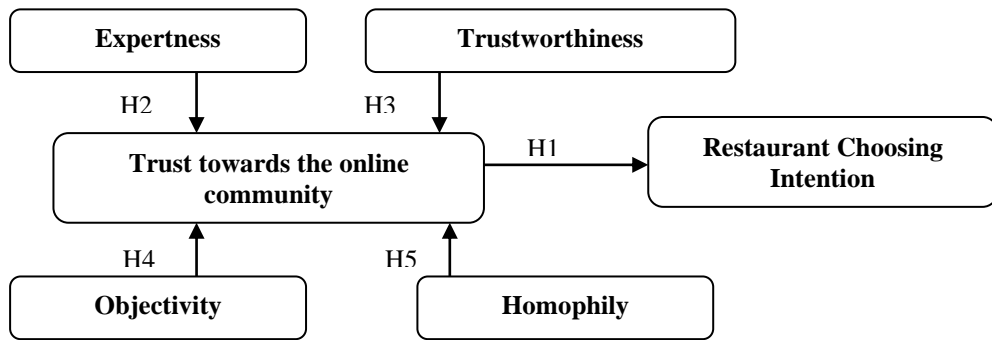 Expertness
Trustworthiness
H2
H3
Trust towards the online
community
H1
Restaurant Choosing
Intention
H4
H5
Objectivity
Homophily